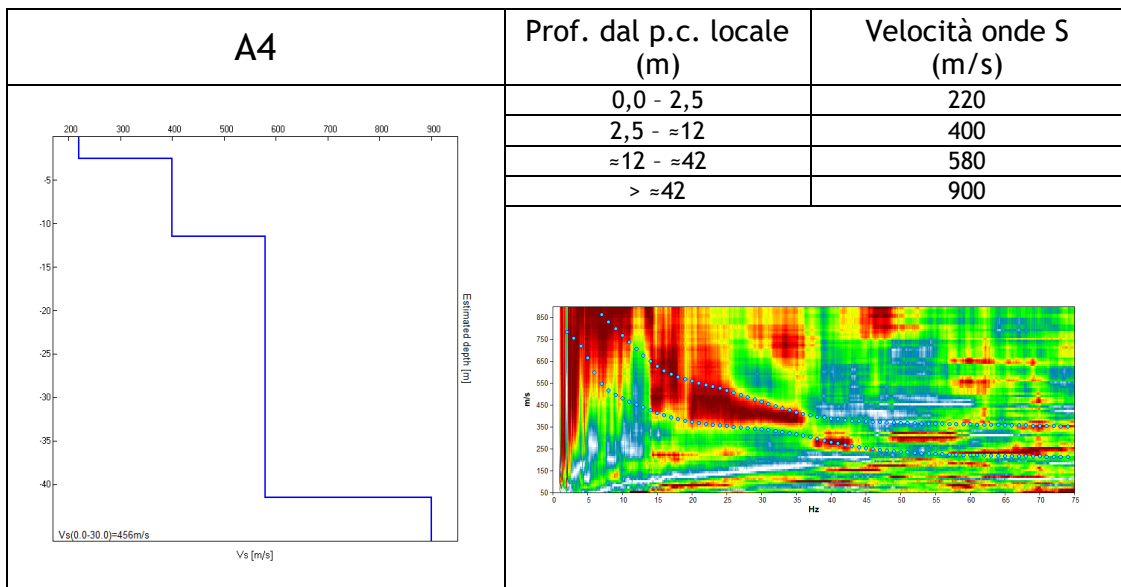 A4
Prof. dal p.c. locale
(m)
Velocità onde S
(m/s)
0,0 – 2,5 220
2,5 – ≈12 400
≈12 – ≈42 580
> ≈42 900
200 300 400 500 600 700 800 900
-5
-10
-15
-20
-25
-30
-35
-40
Estimated depth [m]
Vs(0.0-30.0)=456m/s
Vs [m/s]
850
750
650
550
450
350
250
150
50
m/s
0 5 10 15 20 25 30 35 40 45 50 55 60 65 70 75
Hz